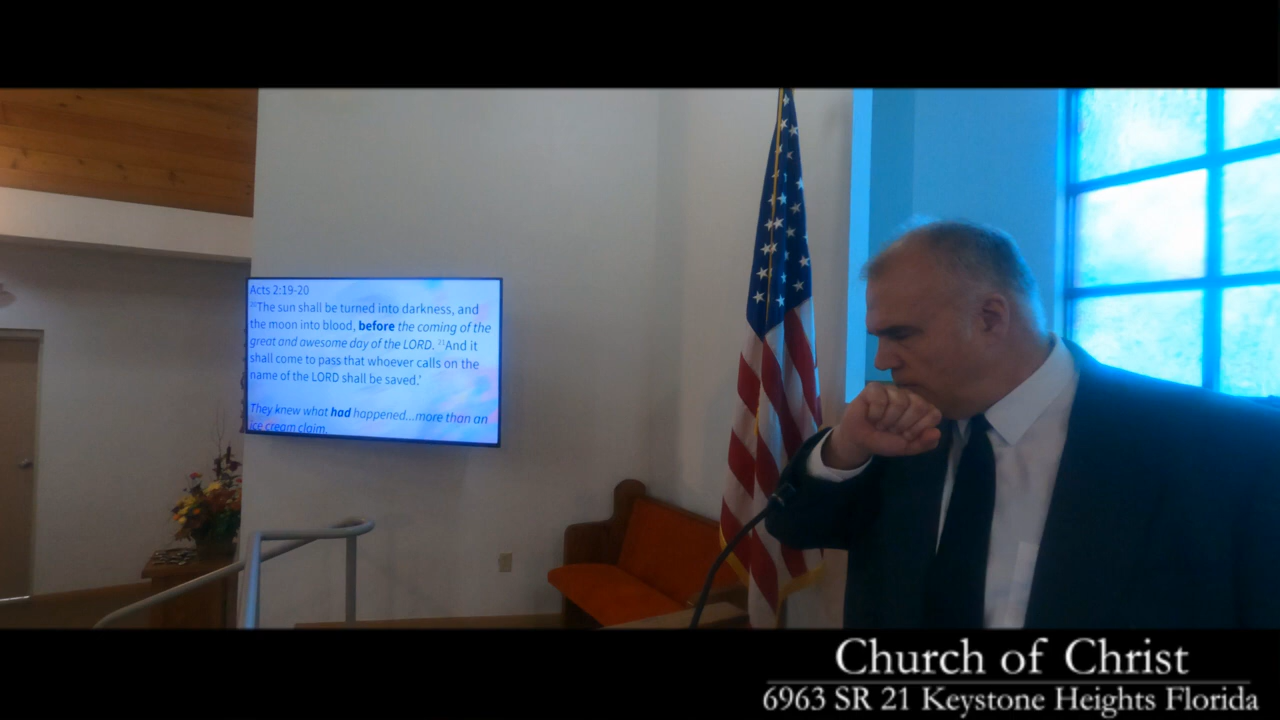 Acts 2:19-20
20The sun shall be turned into darkness, and
the moon into blood, before the coming of the
great and awesome day of the LORD. 21And it
shall come to pass that whoever calls on the
name of the LORD shall be saved.'
They knew what had happened...more than an
ice cream claim.
Church of Christ
6963 SR 21 Keystone Heights Florida